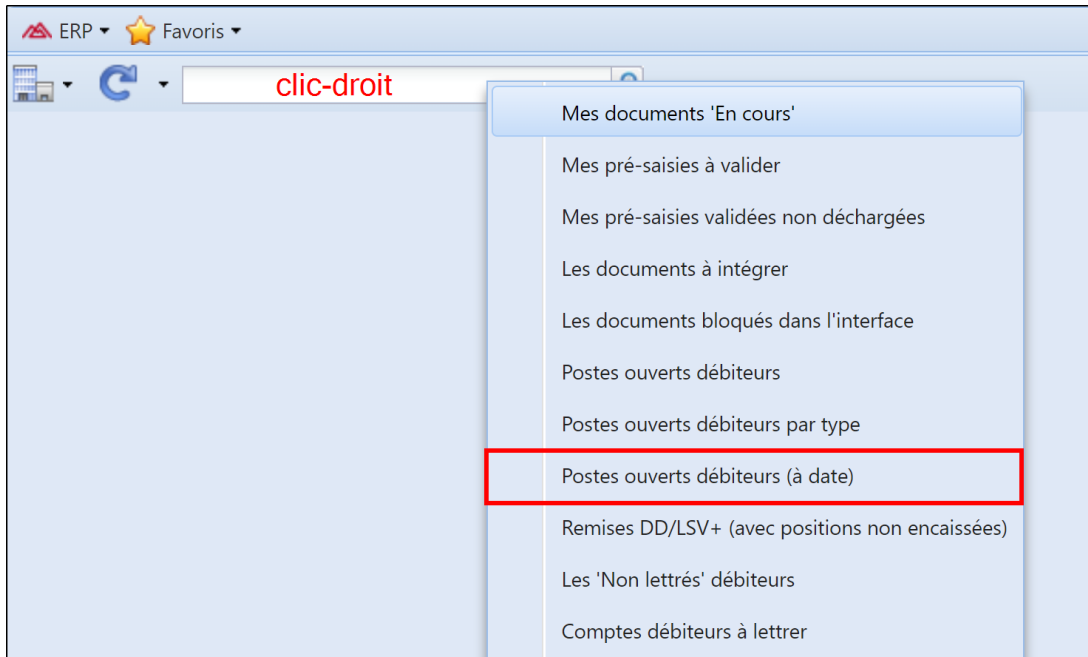 ERP Favoris
clic-droit
Mes documents 'En cours'
Mes pré-saisies à valider
Mes pré-saisies validées non déchargées
Les documents à intégrer
Les documents bloqués dans l'interface
Postes ouverts débiteurs
Postes ouverts débiteurs par type
Postes ouverts débiteurs (à date)
Remises DD/LSV+ (avec positions non encaissées)
Les 'Non lettrés' débiteurs
Comptes débiteurs à lettrer